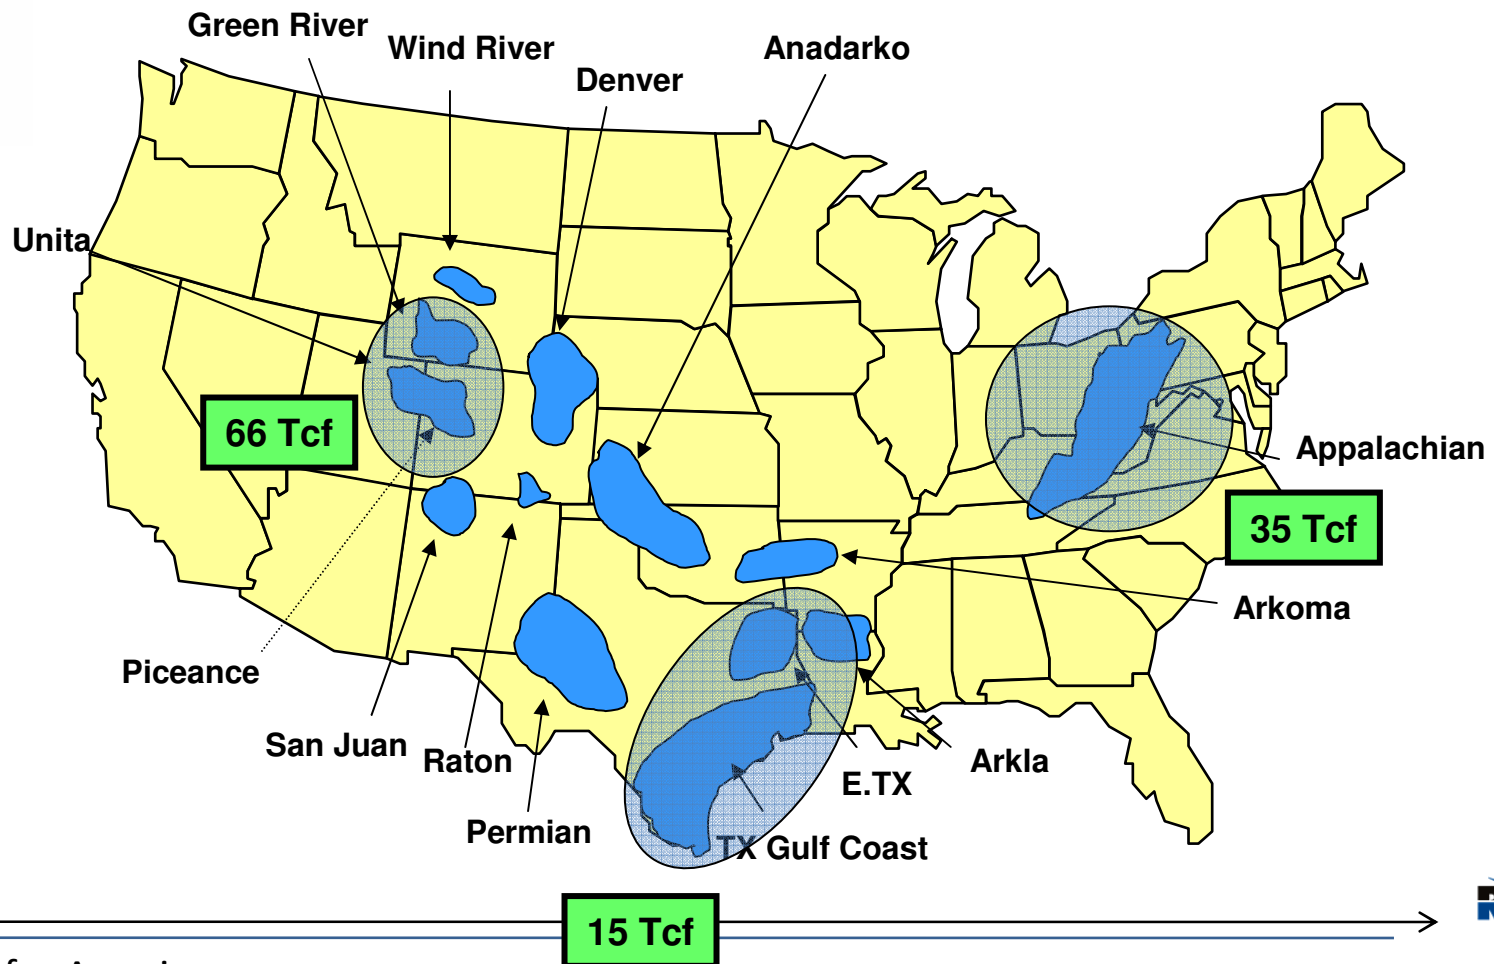 Green River
Wind River
Anadarko
Denver
Unita
66 Tcf
Appalachian
35 Tcf
Arkoma
Piceance
San Juan
Raton
Arkla
E.TX
Permian
TX Gulf Coast
15 Tcf